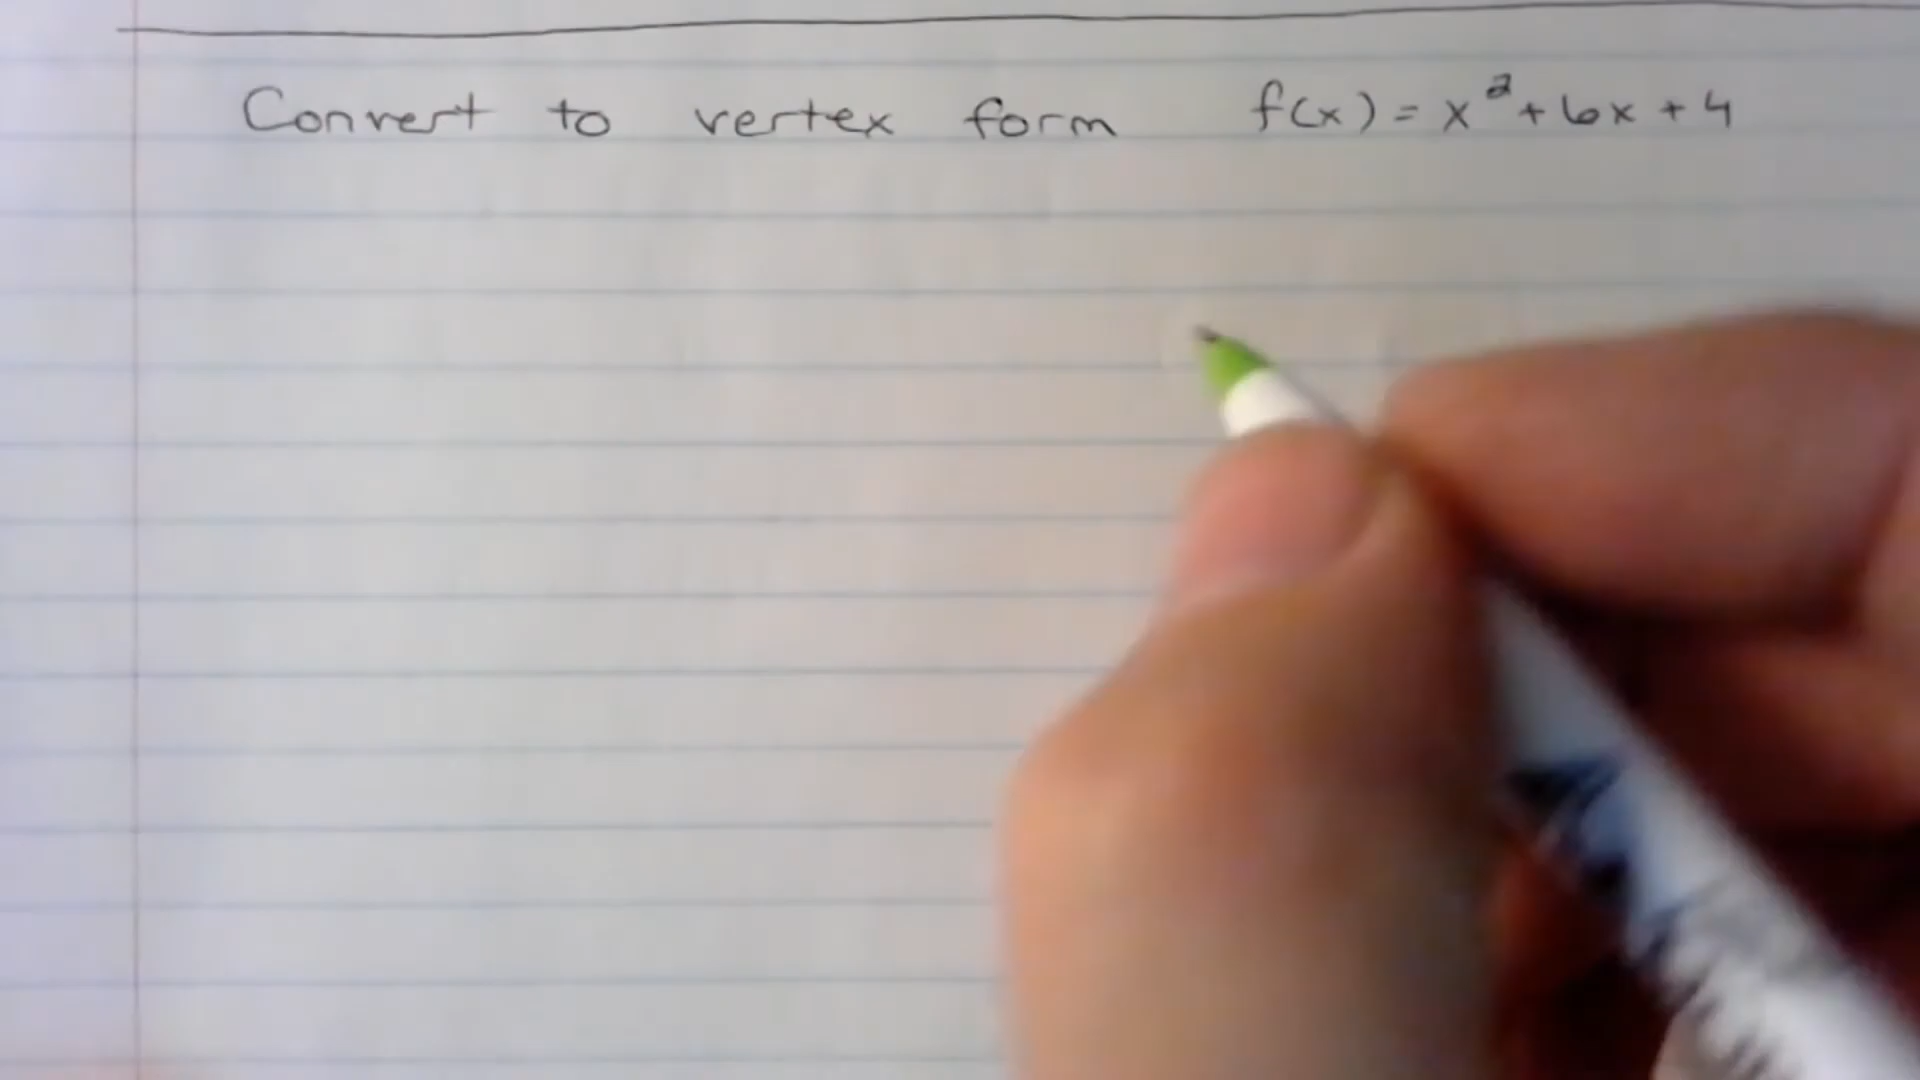 Convert to vertex form f(x) = x² + 6x + 4